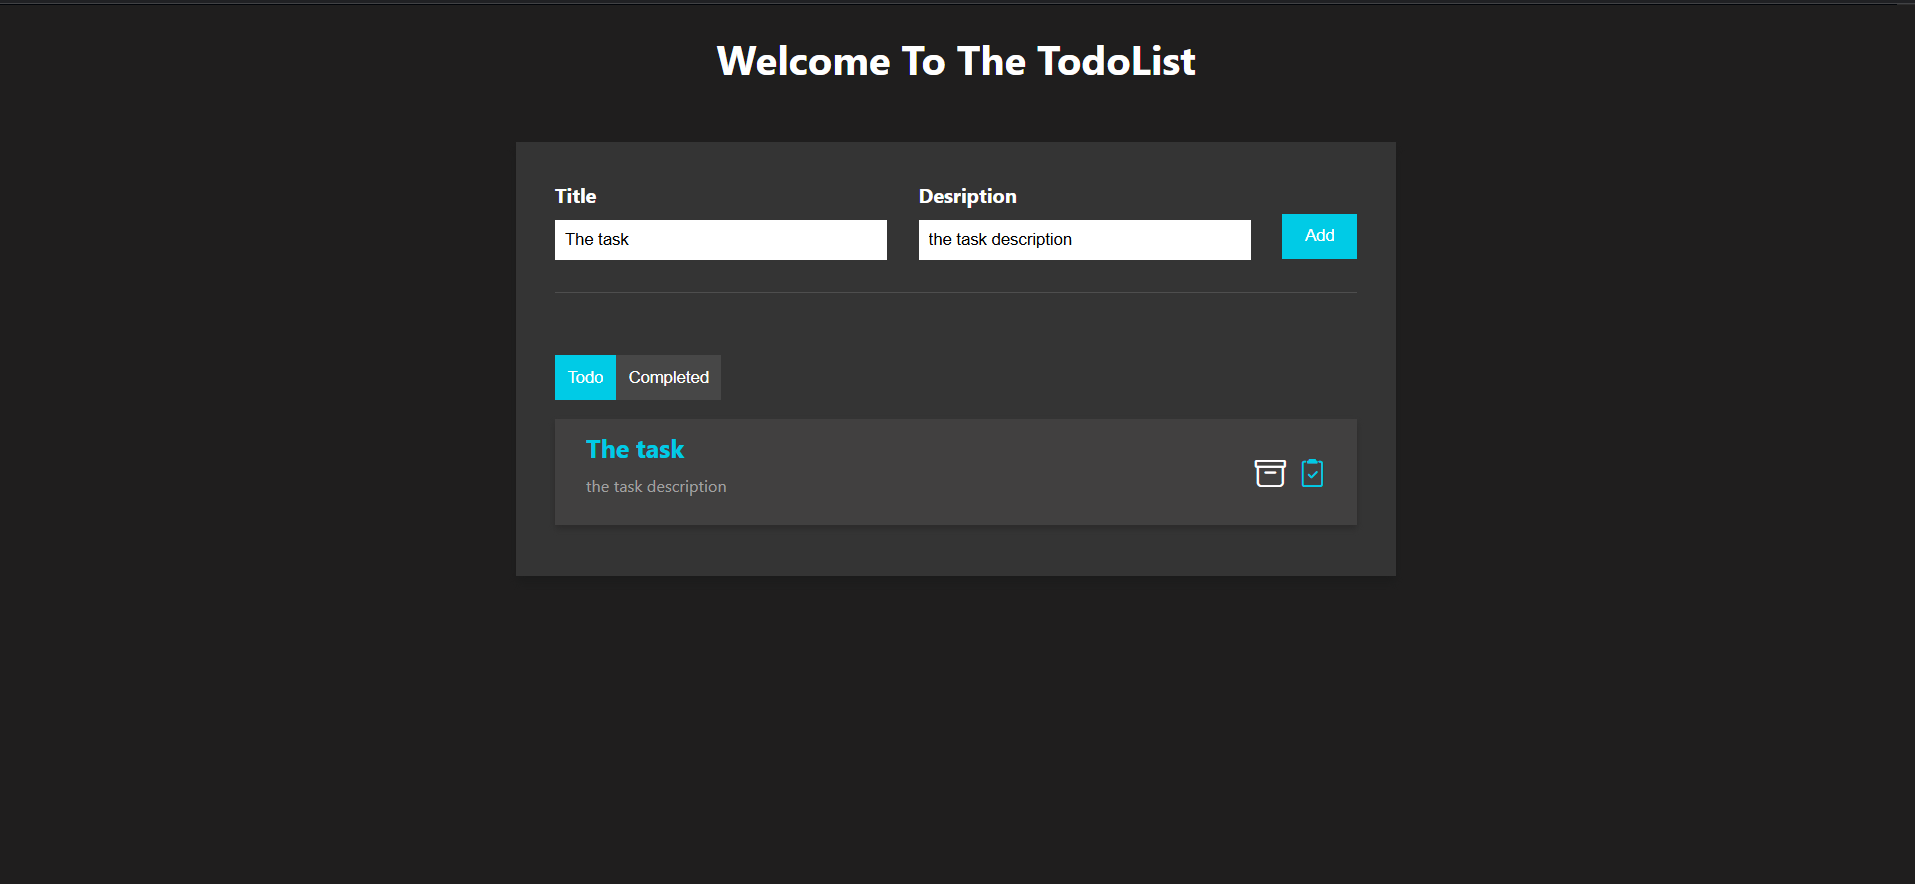 Welcome To The TodoList
Title
Desription
The task
the task description
Add
Todo
Completed
The task
the task description